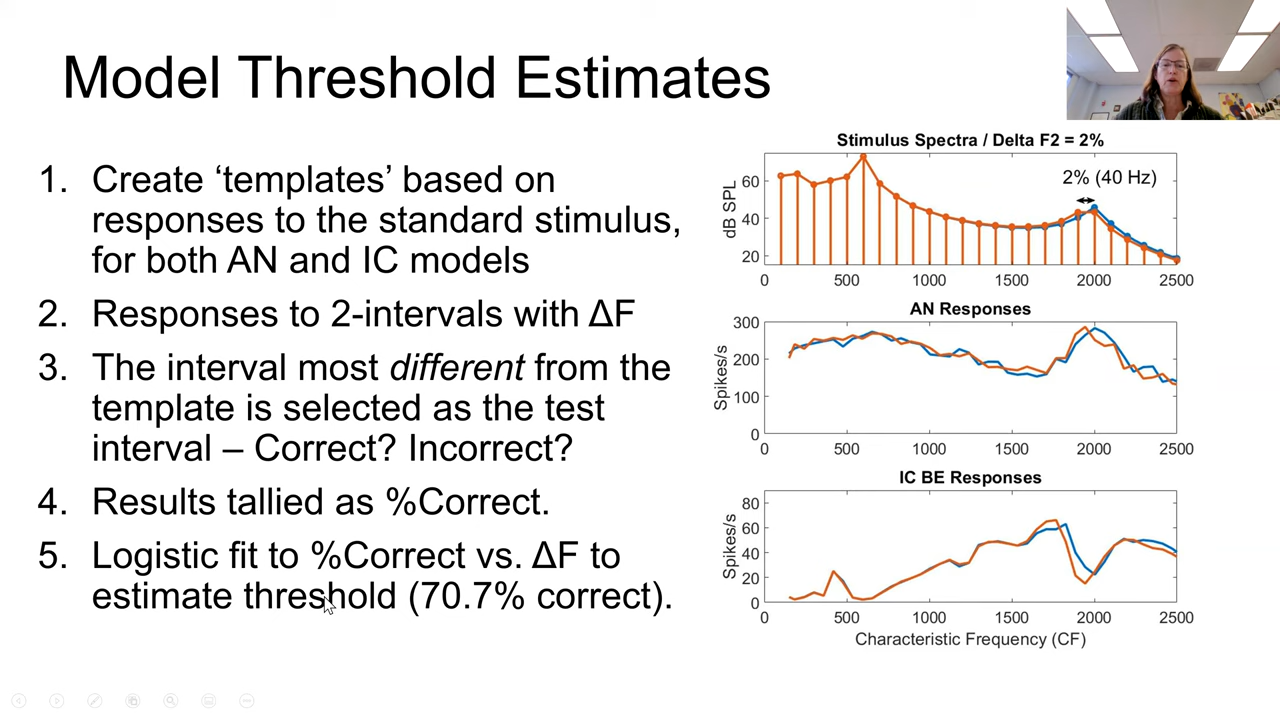 Model Threshold Estimates
1. Create ‘templates’ based on
responses to the standard stimulus,
for both AN and IC models
2. Responses to 2-intervals with ΔF
3. The interval most different from the
template is selected as the test
interval – Correct? Incorrect?
4. Results tallied as %Correct.
5. Logistic fit to %Correct vs. ΔF to
estimate threshold (70.7% correct).
Stimulus Spectra / Delta F2 = 2%
2% (40 Hz)
dB SPL
60
40
20
0 500 1000 1500 2000 2500
AN Responses
Spikes/s
300
200
100
0
0 500 1000 1500 2000 2500
IC BE Responses
Spikes/s
80
60
40
20
0
0 500 1000 1500 2000 2500
Characteristic Frequency (CF)